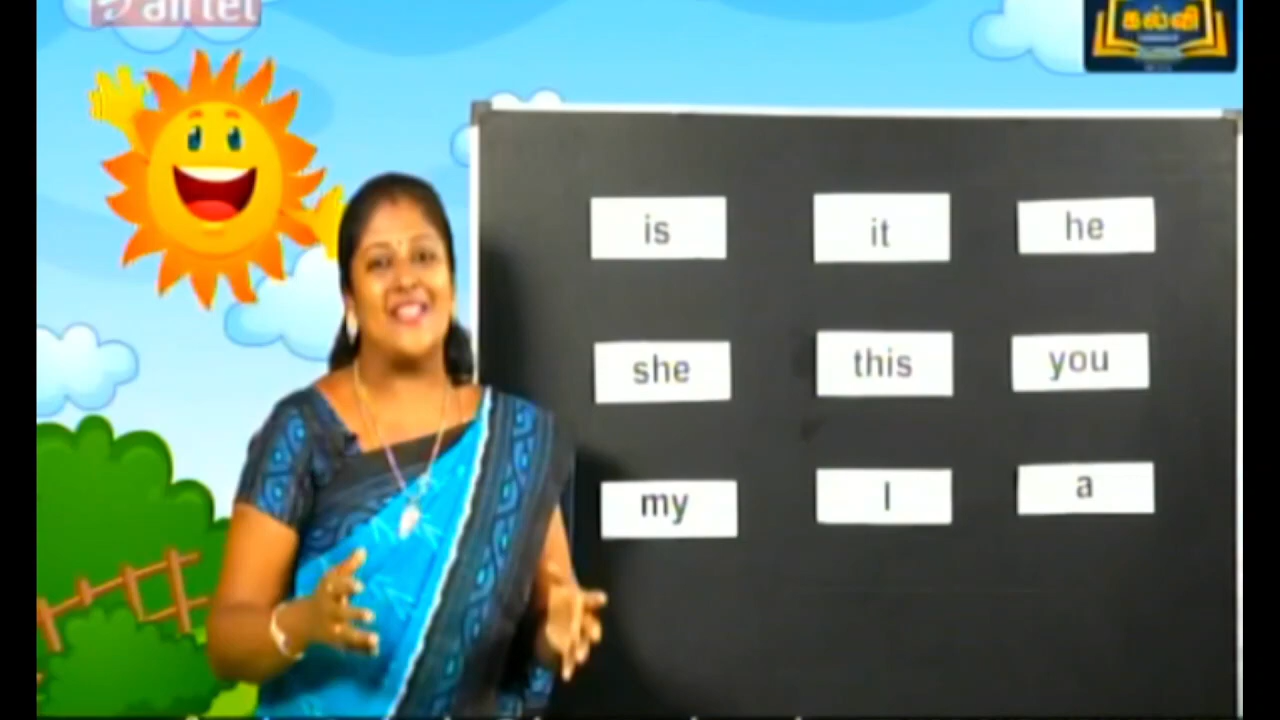 airtel
கல்வி
is it he
she this you
my I a